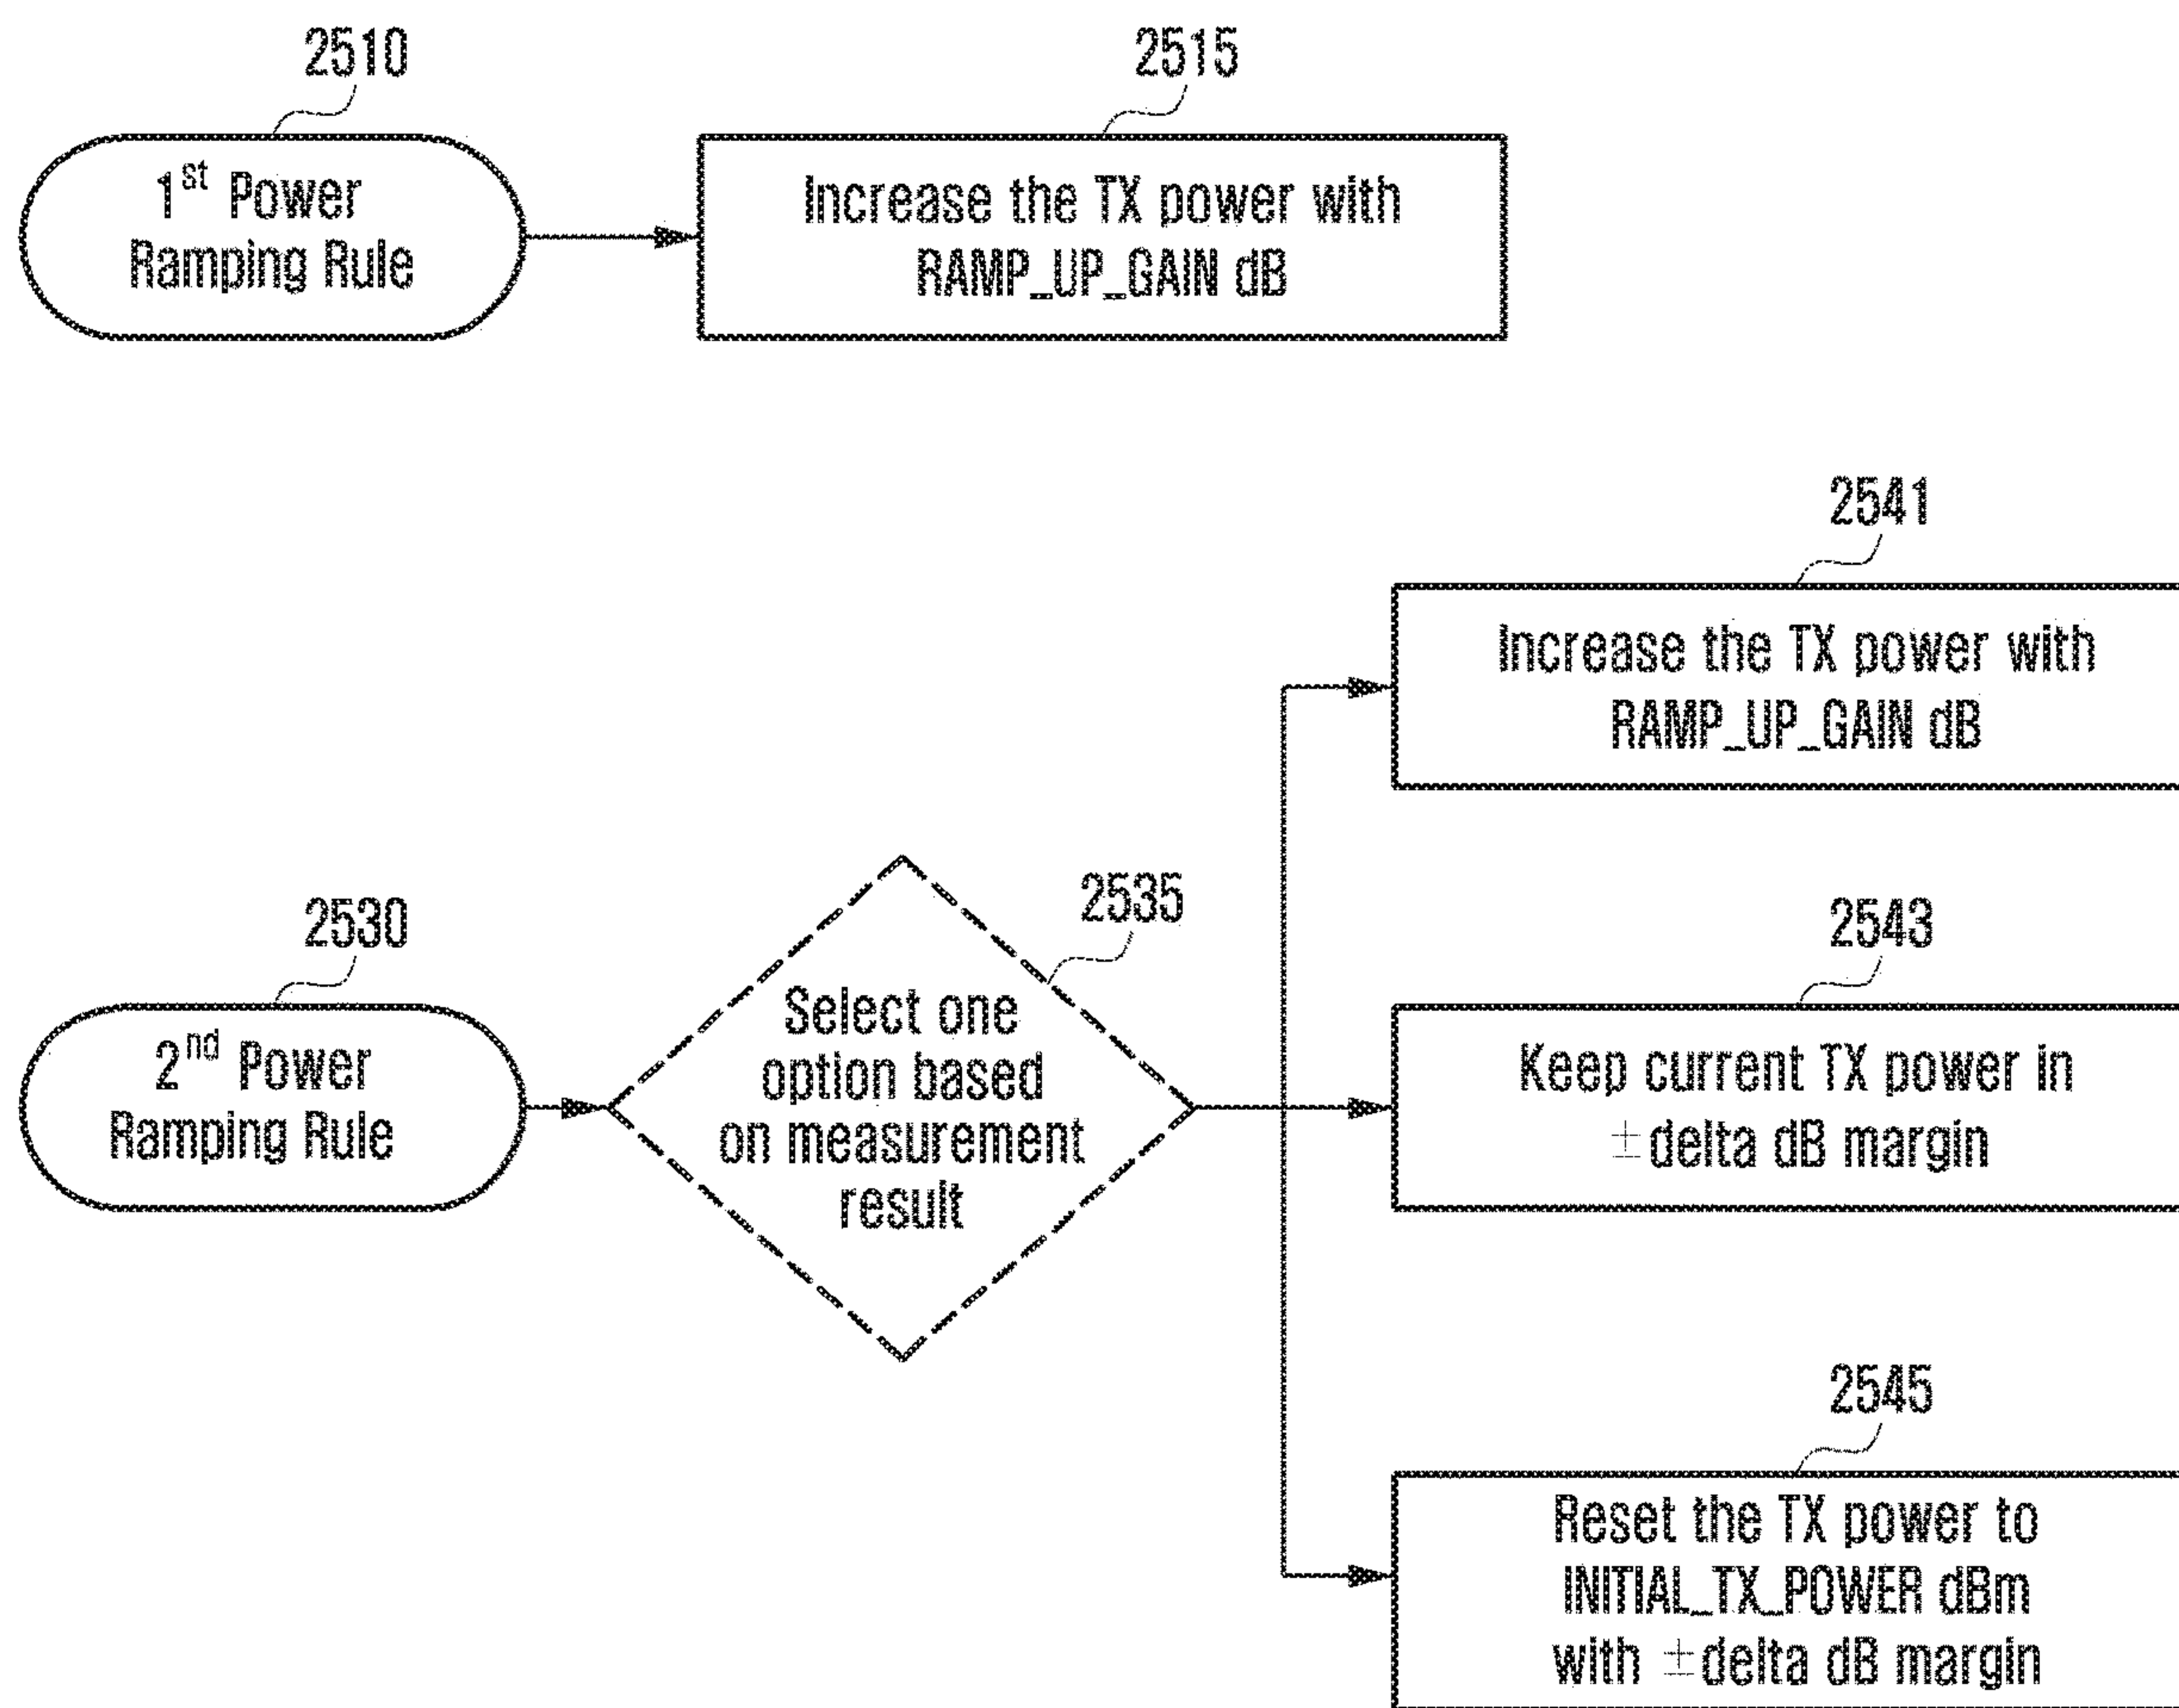 2510
1st Power
Ramping Rule
2515
Increase the TX power with
RAMP_UP_GAIN dB
2530
2nd Power
Ramping Rule
2535
Select one
option based
on measurement
result
2541
Increase the TX power with
RAMP_UP_GAIN dB
2543
Keep current TX power in
±delta dB margin
2545
Reset the TX power to
INITIAL_TX_POWER dBm
with ±delta dB margin